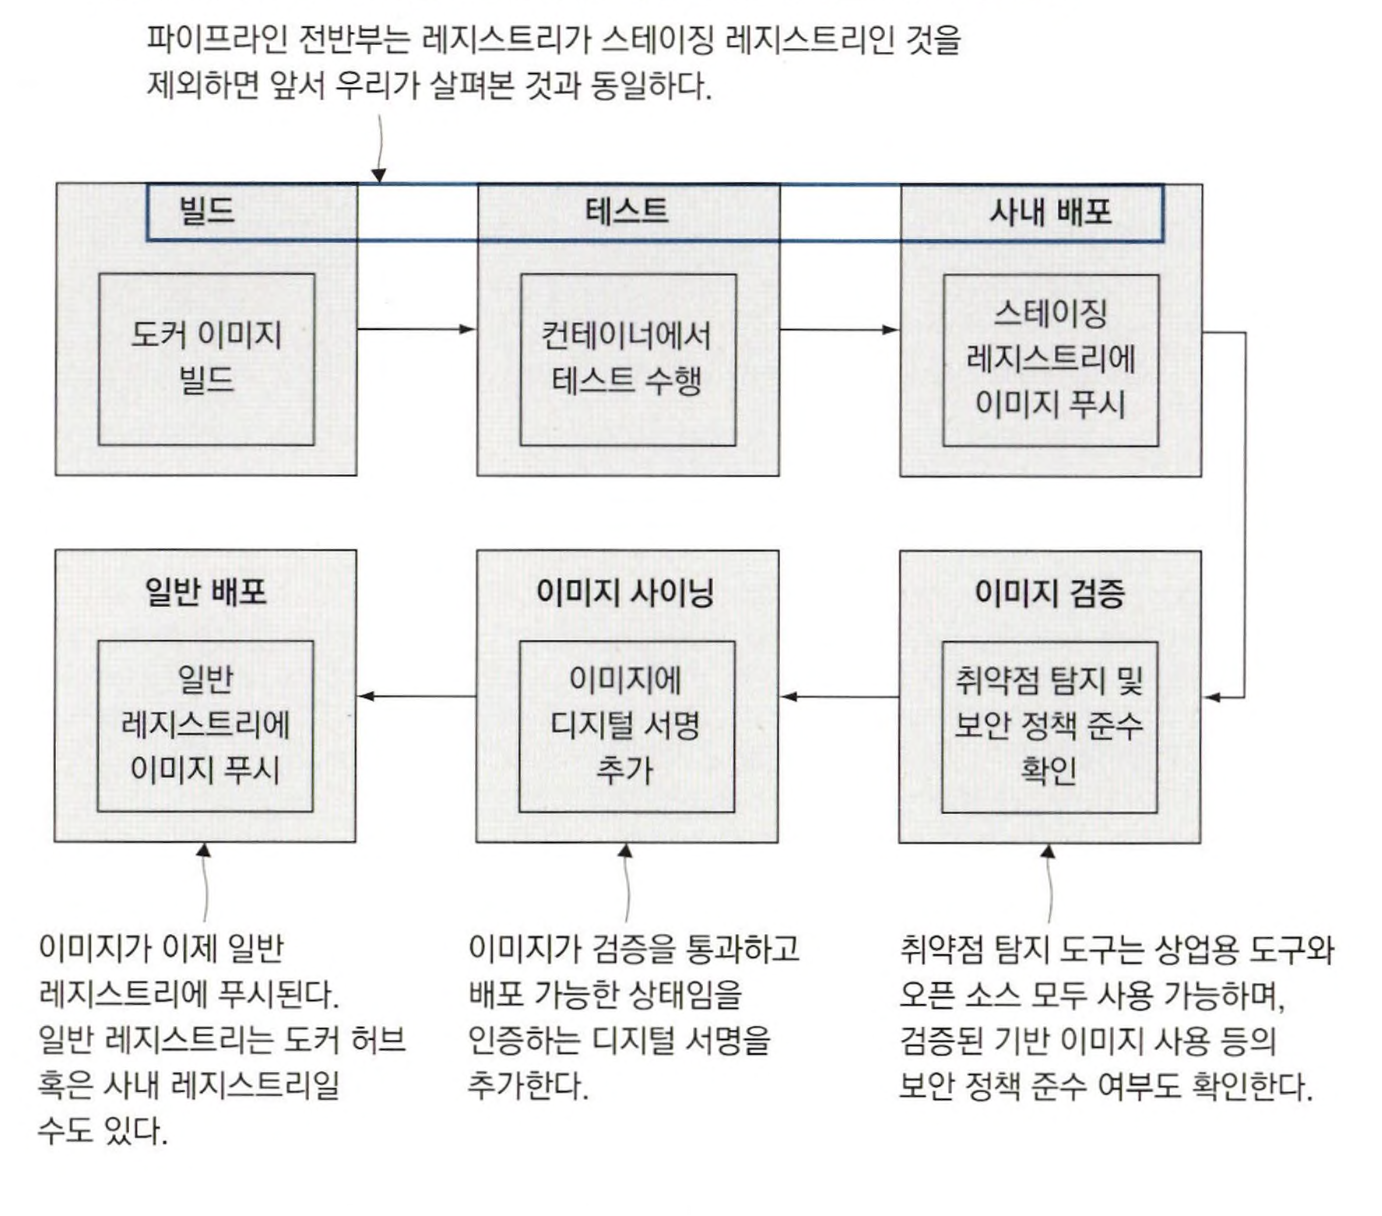 파이프라인 전반부는 레지스트리가 스테이징 레지스트리인 것을
제외하면 앞서 우리가 살펴본 것과 동일하다.
빌드
도커 이미지
빌드
테스트
컨테이너에서
테스트 수행
사내 배포
스테이징
레지스트리에
이미지 푸시
이미지 검증
취약점 탐지 및
보안 정책 준수
확인
이미지 사이닝
이미지에
디지털 서명
추가
일반 배포
일반
레지스트리에
이미지 푸시
이미지가 이제 일반
레지스트리에 푸시된다.
일반 레지스트리는 도커 허브
혹은 사내 레지스트리일
수도 있다.
이미지가 검증을 통과하고
배포 가능한 상태임을
인증하는 디지털 서명을
추가한다.
취약점 탐지 도구는 상업용 도구와
오픈 소스 모두 사용 가능하며,
검증된 기반 이미지 사용 등의
보안 정책 준수 여부도 확인한다.